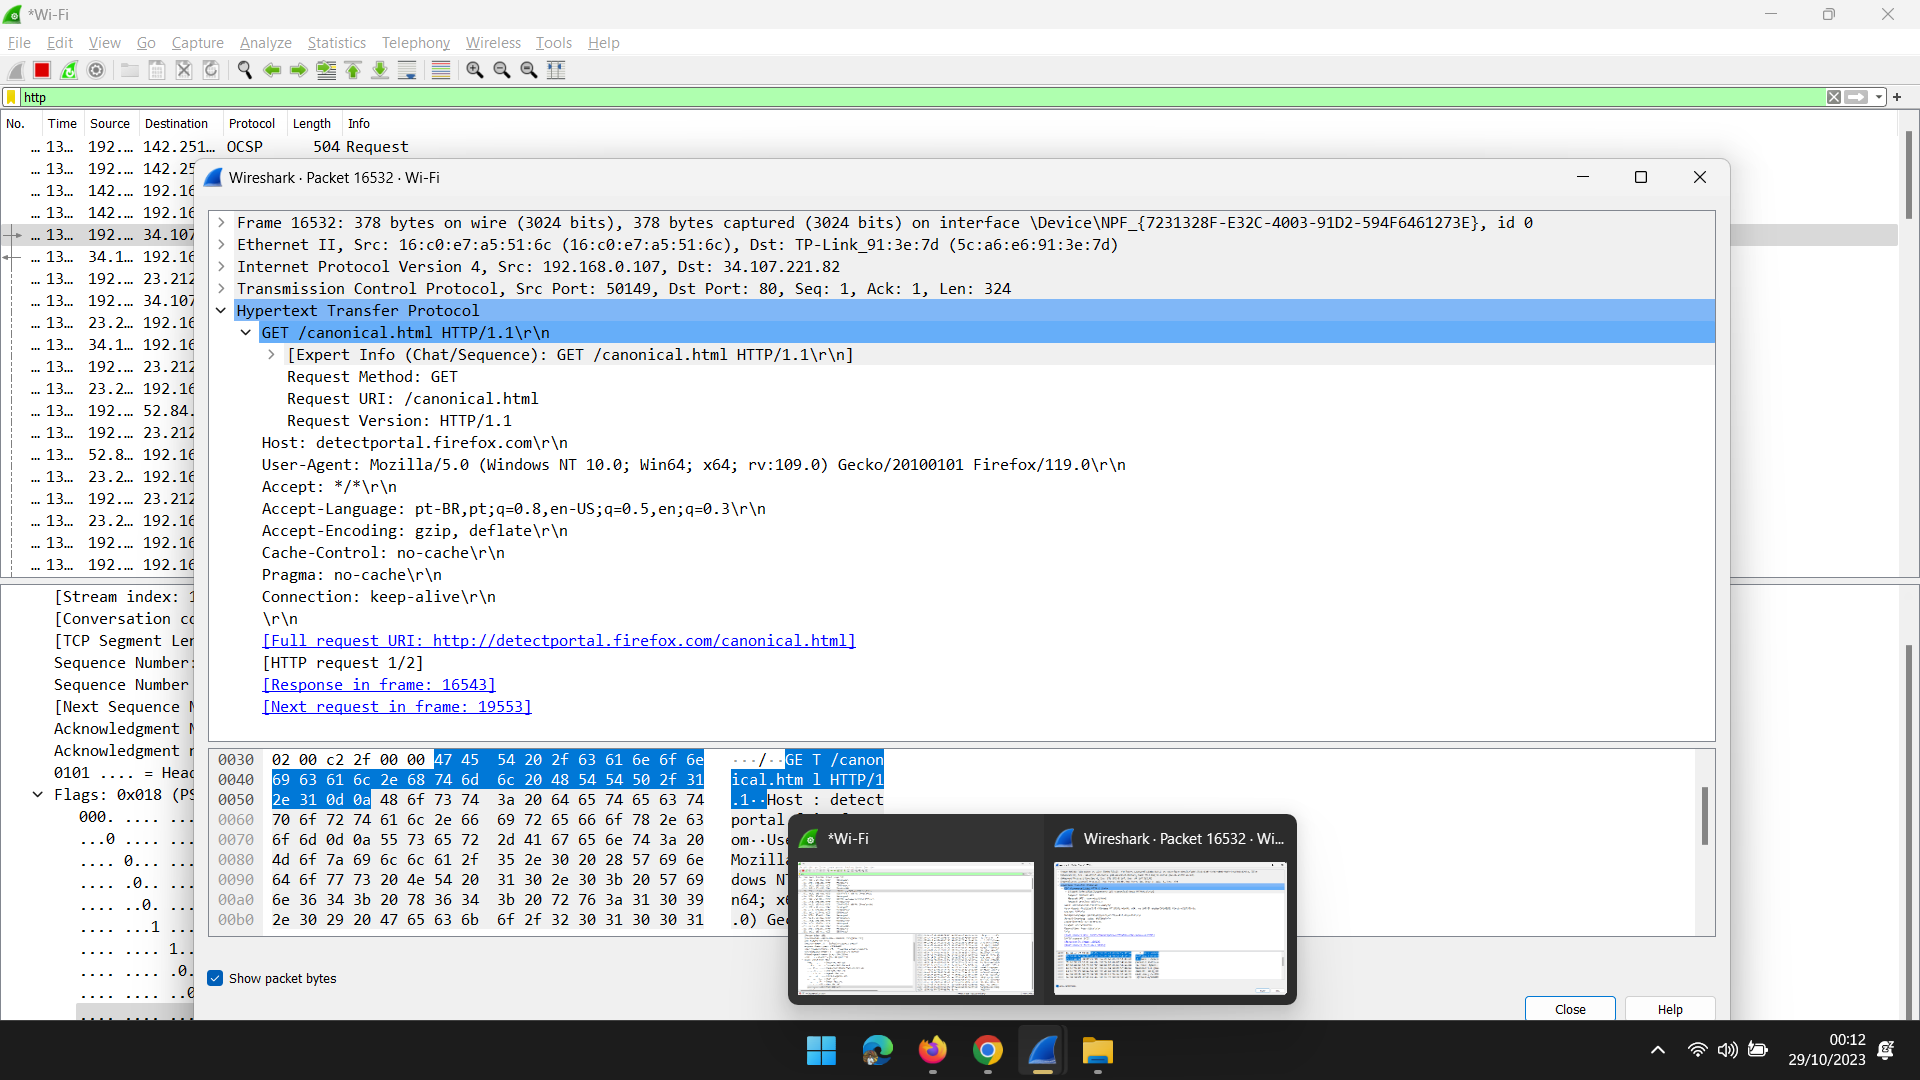 *Wi-Fi
File Edit View Go Capture Analyze Statistics Telephony Wireless Tools Help
http
No. Time Source Destination Protocol Length Info
... 13... 192.... 142.251... OCSP 504 Request
... 13... 192.... 142.25
... 13... 142.... 192.16
... 13... 142.... 192.16
... 13... 192.... 34.107
... 13... 34.1... 192.16
... 13... 192.... 23.212
... 13... 192.... 34.107
... 13... 23.2... 192.16
... 13... 34.1... 192.16
... 13... 192.... 23.212
... 13... 23.2... 192.16
... 13... 192.... 52.84.
... 13... 192.... 23.212
... 13... 52.8... 192.16
... 13... 23.2... 192.16
... 13... 192.... 23.212
... 13... 23.2... 192.16
... 13... 192.... 192.16
... 13... 192.... 192.16
[Stream index: 1
[Conversation co
[TCP Segment Len
Sequence Number:
Sequence Number
[Next Sequence N
Acknowledgment N
Acknowledgment n
0101 .... = Head
Flags: 0x018 (PS
000. .... ...
...0 .... ...
.... 0... ...
.... .0.. ...
.... ..0. ...
.... ...1 ...
.... .... 1..
.... .... .0.
.... .... ..0
.... .... ...
Wireshark · Packet 16532 · Wi-Fi
Frame 16532: 378 bytes on wire (3024 bits), 378 bytes captured (3024 bits) on interface \Device\NPF_{7231328F-E32C-4003-91D2-594F6461273E}, id 0
Ethernet II, Src: 16:c0:e7:a5:51:6c (16:c0:e7:a5:51:6c), Dst: TP-Link_91:3e:7d (5c:a6:e6:91:3e:7d)
Internet Protocol Version 4, Src: 192.168.0.107, Dst: 34.107.221.82
Transmission Control Protocol, Src Port: 50149, Dst Port: 80, Seq: 1, Ack: 1, Len: 324
Hypertext Transfer Protocol
GET /canonical.html HTTP/1.1\r\n
[Expert Info (Chat/Sequence): GET /canonical.html HTTP/1.1\r\n]
Request Method: GET
Request URI: /canonical.html
Request Version: HTTP/1.1
Host: detectportal.firefox.com\r\n
User-Agent: Mozilla/5.0 (Windows NT 10.0; Win64; x64; rv:109.0) Gecko/20100101 Firefox/119.0\r\n
Accept: */*\r\n
Accept-Language: pt-BR,pt;q=0.8,en-US;q=0.5,en;q=0.3\r\n
Accept-Encoding: gzip, deflate\r\n
Cache-Control: no-cache\r\n
Pragma: no-cache\r\n
Connection: keep-alive\r\n
\r\n
[Full request URI: http://detectportal.firefox.com/canonical.html]
[HTTP request 1/2]
[Response in frame: 16543]
[Next request in frame: 19553]
0030 02 00 c2 2f 00 00 47 45 54 20 2f 63 61 6e 6f 6e ···/··GE T /canon
0040 69 63 61 6c 2e 68 74 6d 6c 20 48 54 54 50 2f 31 ical.htm l HTTP/1
0050 2e 31 0d 0a 48 6f 73 74 3a 20 64 65 74 65 63 74 .1··Host : detect
0060 70 6f 72 74 61 6c 2e 66 69 72 65 66 6f 78 2e 63 portal
0070 6f 6d 0d 0a 55 73 65 72 2d 41 67 65 6e 74 3a 20 om··Use
0080 4d 6f 7a 69 6c 6c 61 2f 35 2e 30 20 28 57 69 6e Mozilla
0090 64 6f 77 73 20 4e 54 20 31 30 2e 30 3b 20 57 69 dows NT
00a0 6e 36 34 3b 20 78 36 34 3b 20 72 76 3a 31 30 39 n64; x6
00b0 2e 30 29 20 47 65 63 6b 6f 2f 32 30 31 30 30 31 .0) Gec
Show packet bytes
*Wi-Fi
Wireshark · Packet 16532 · Wi...
Close Help
00:12
29/10/2023